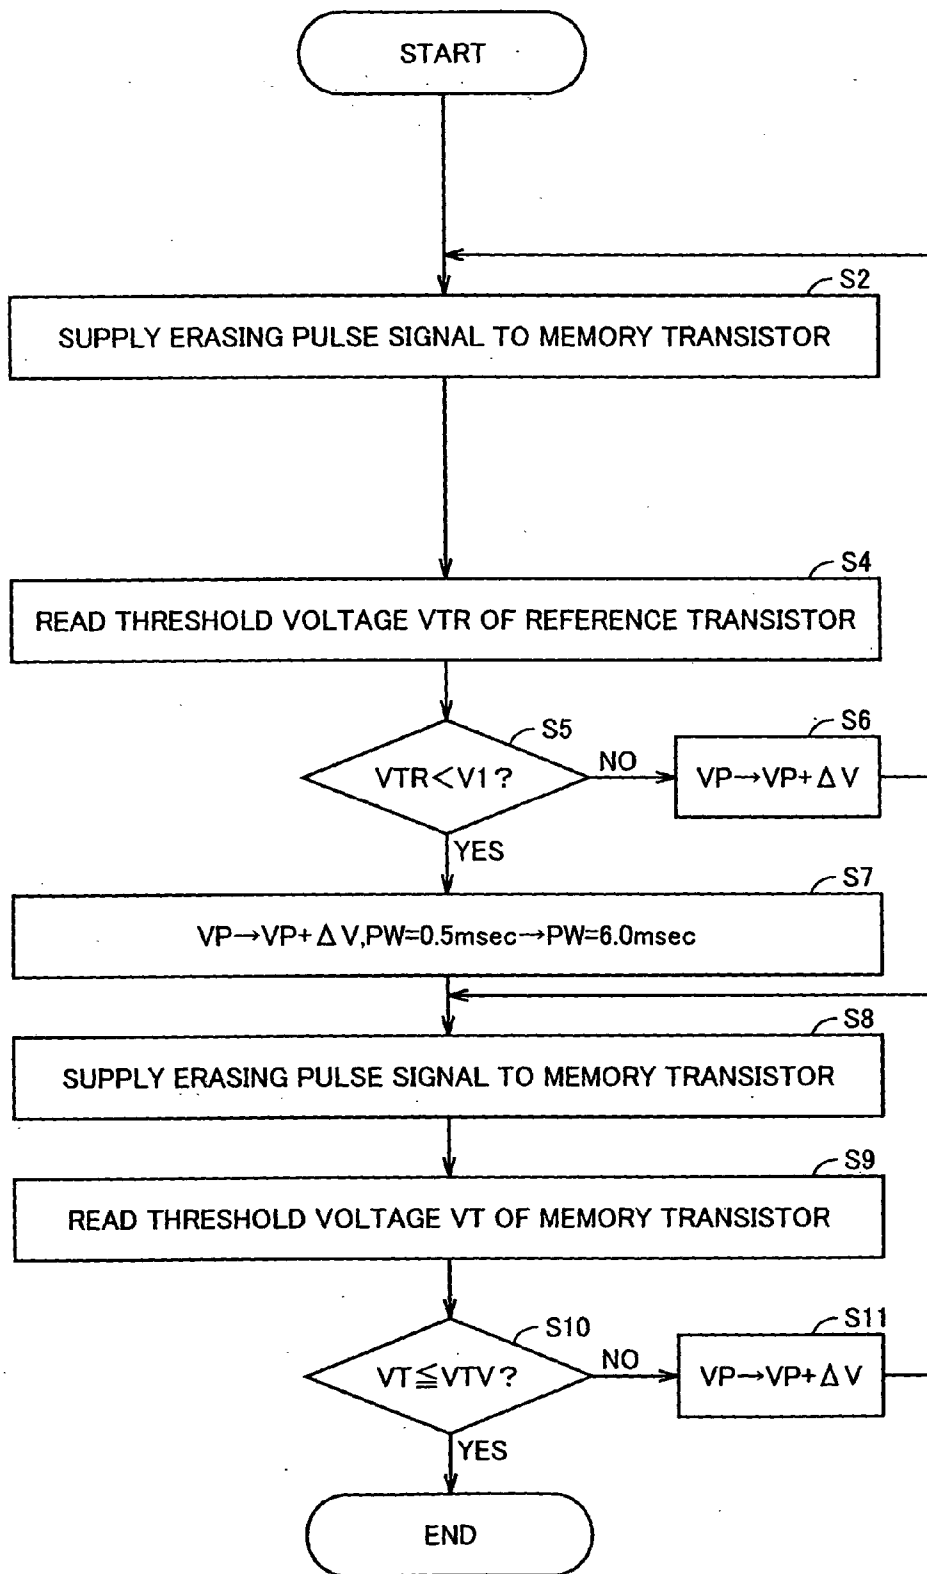 START
S2
SUPPLY ERASING PULSE SIGNAL TO MEMORY TRANSISTOR
S4
READ THRESHOLD VOLTAGE VTR OF REFERENCE TRANSISTOR
S5
VTR<V1?
NO
S6
VP→VP+ΔV
YES
S7
VP→VP+ΔV,PW=0.5msec→PW=6.0msec
S8
SUPPLY ERASING PULSE SIGNAL TO MEMORY TRANSISTOR
S9
READ THRESHOLD VOLTAGE VT OF MEMORY TRANSISTOR
S10
VT≦VTV?
NO
S11
VP→VP+ΔV
YES
END